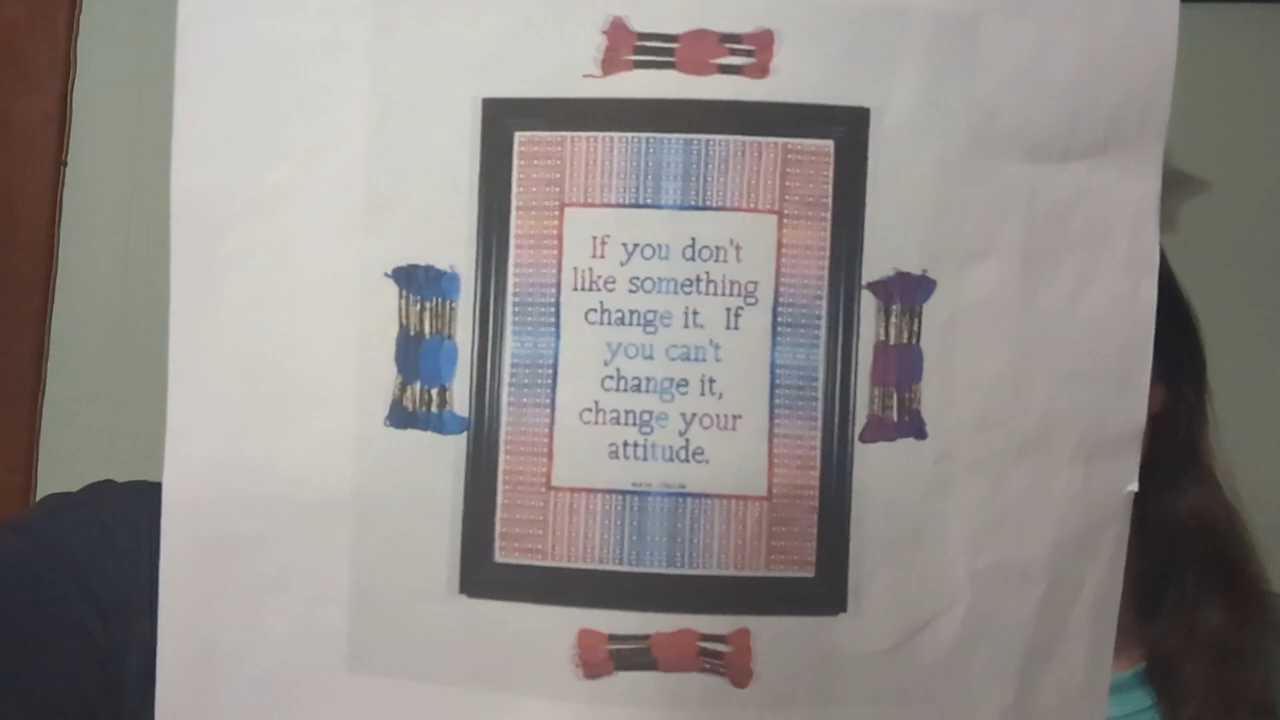 If you don't
like something
change it. If
you can't
change it,
change your
attitude.